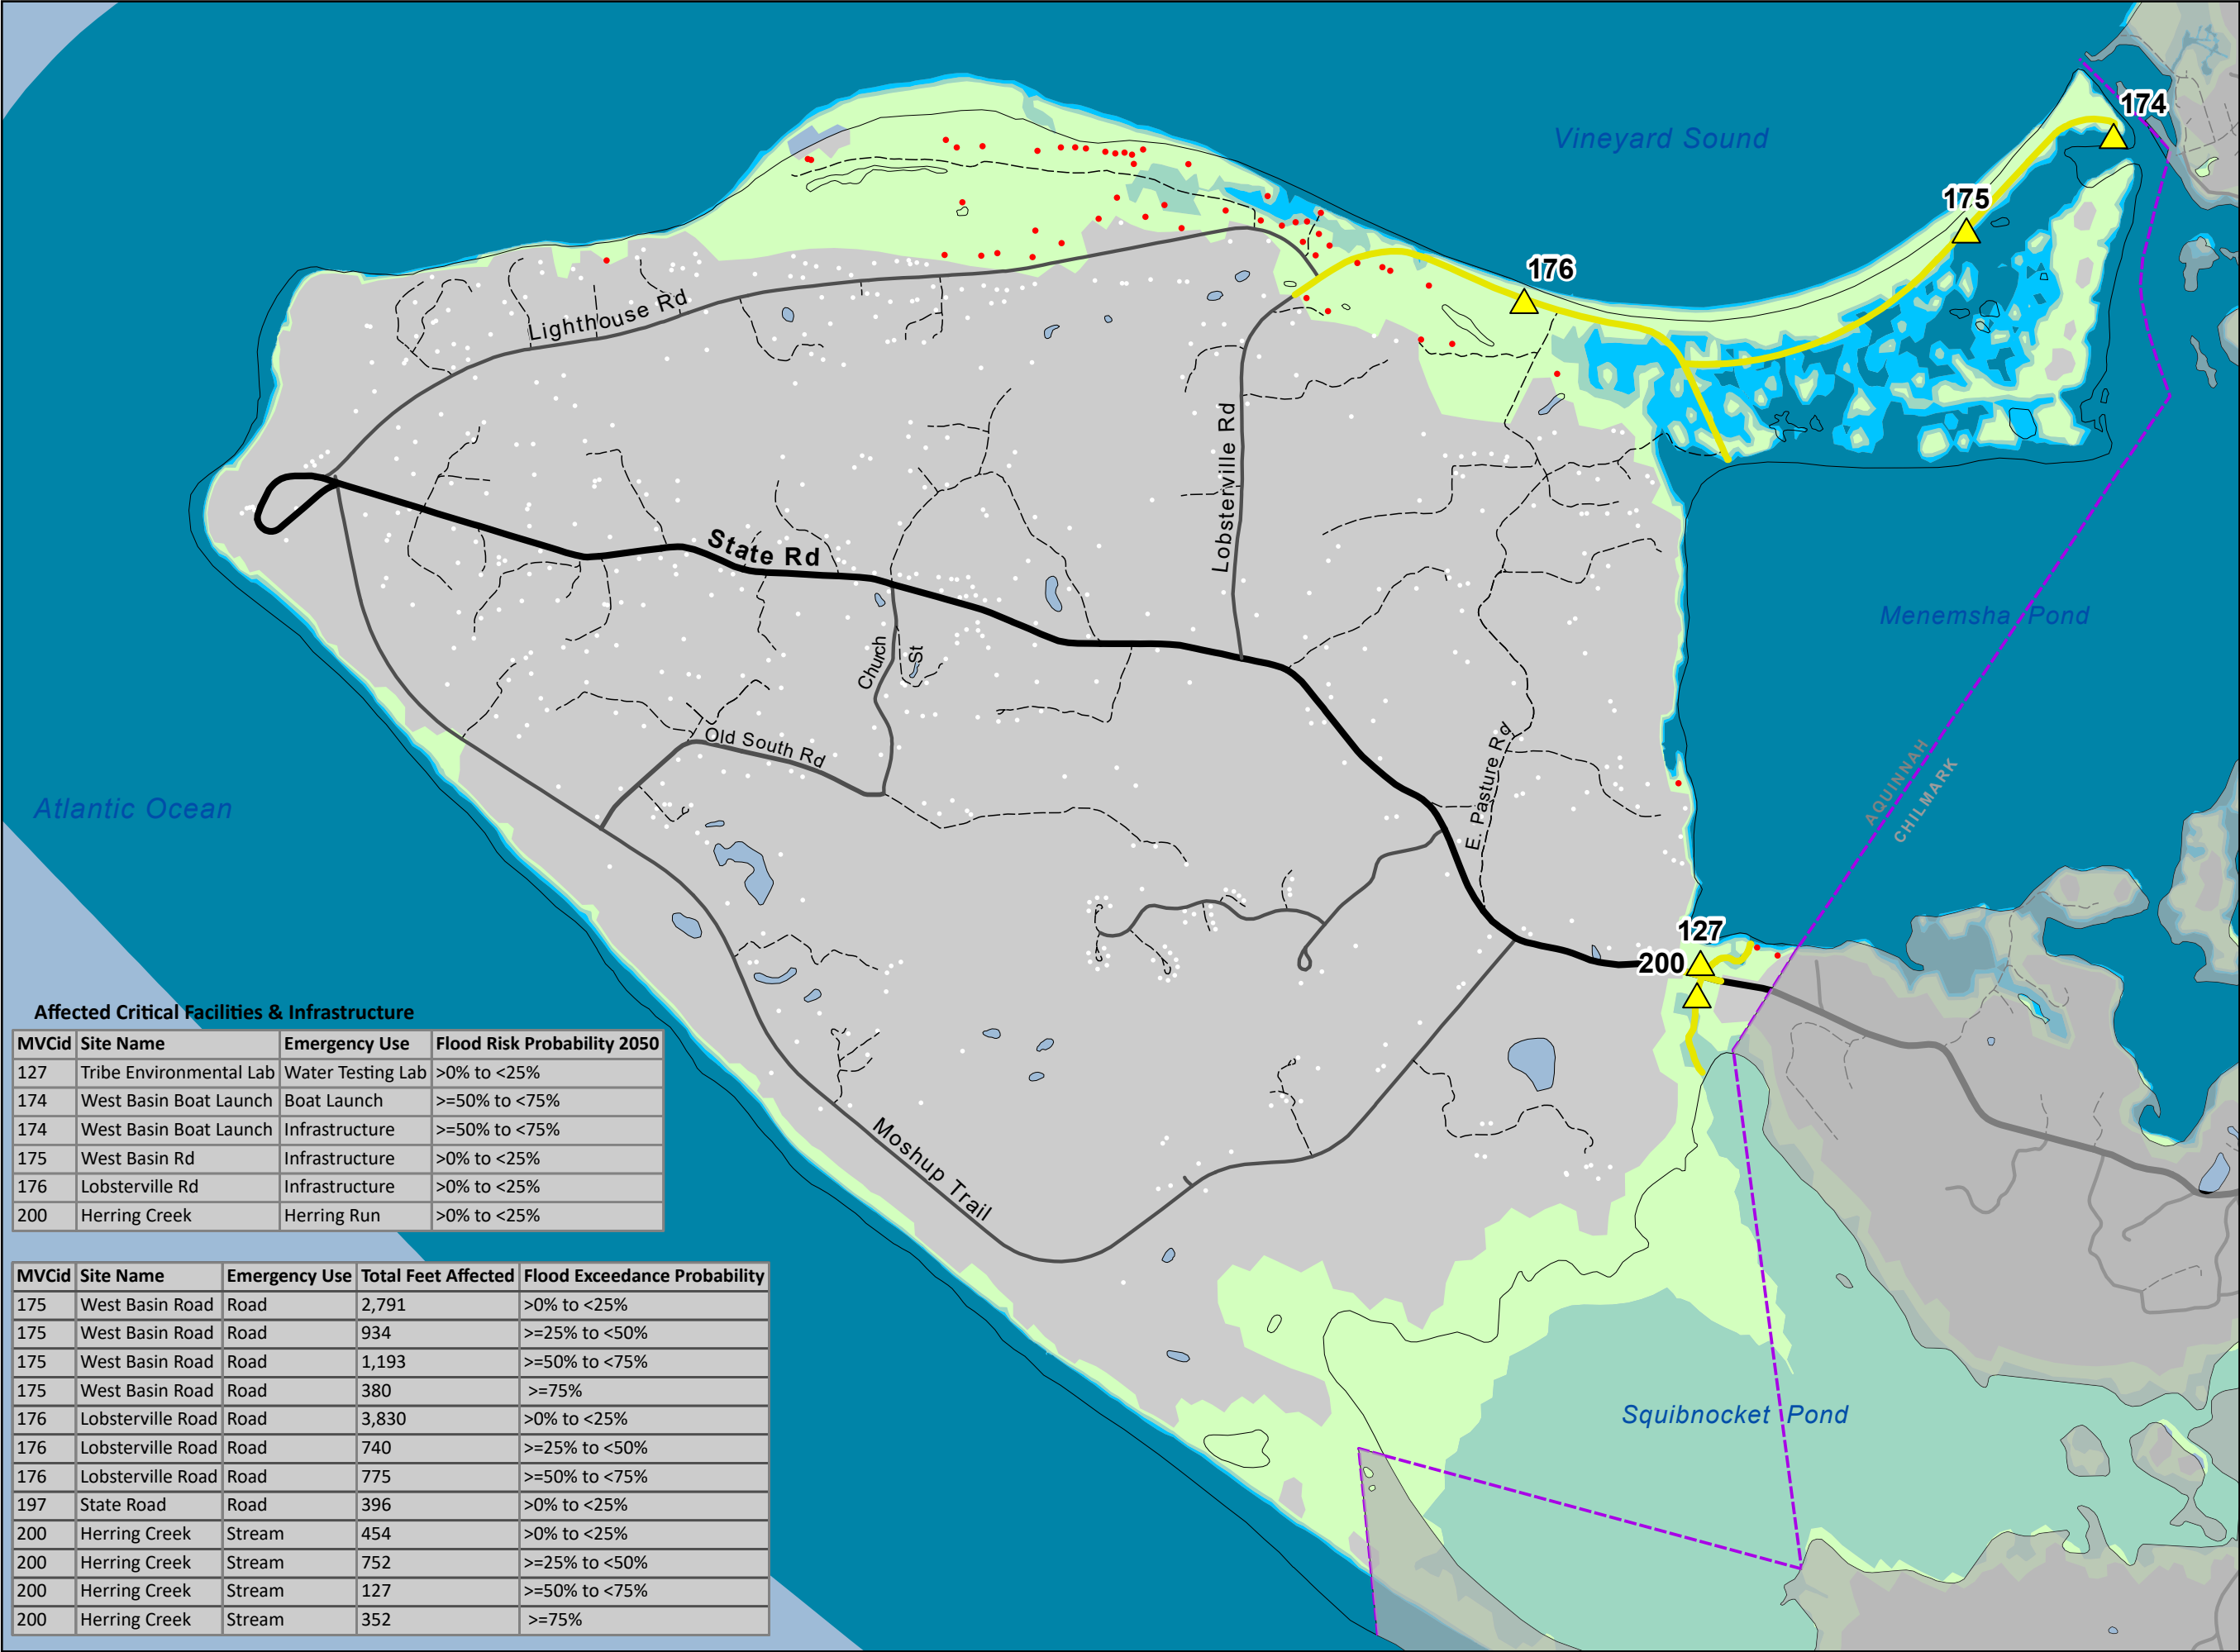 Vineyard Sound
174
175
176
Lighthouse Rd
Lobsterville Rd
State Rd
Menemsha Pond
Church St
Old South Rd
E. Pasture Rd
AQUINNAH
CHILMARK
Atlantic Ocean
127
200
Moshup Trail
Squibnocket Pond
Affected Critical Facilities & Infrastructure
MVCid Site Name Emergency Use Flood Risk Probability 2050
127 Tribe Environmental Lab Water Testing Lab >0% to <25%
174 West Basin Boat Launch Boat Launch >=50% to <75%
174 West Basin Boat Launch Infrastructure >=50% to <75%
175 West Basin Rd Infrastructure >0% to <25%
176 Lobsterville Rd Infrastructure >0% to <25%
200 Herring Creek Herring Run >0% to <25%
MVCid Site Name Emergency Use Total Feet Affected Flood Exceedance Probability
175 West Basin Road Road 2,791 >0% to <25%
175 West Basin Road Road 934 >=25% to <50%
175 West Basin Road Road 1,193 >=50% to <75%
175 West Basin Road Road 380 >=75%
176 Lobsterville Road Road 3,830 >0% to <25%
176 Lobsterville Road Road 740 >=25% to <50%
176 Lobsterville Road Road 775 >=50% to <75%
197 State Road Road 396 >0% to <25%
200 Herring Creek Stream 454 >0% to <25%
200 Herring Creek Stream 752 >=25% to <50%
200 Herring Creek Stream 127 >=50% to <75%
200 Herring Creek Stream 352 >=75%